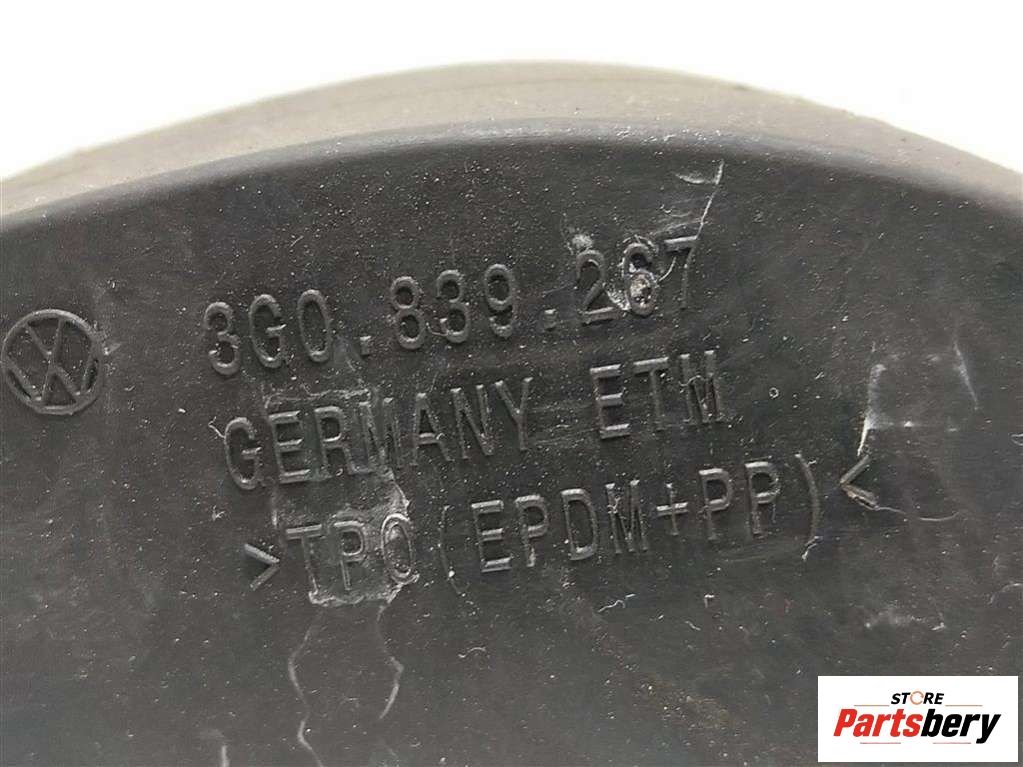 3G0.839.267
GERMANY ETM
>TPO(EPDM+PP)<
STORE
Partsbery